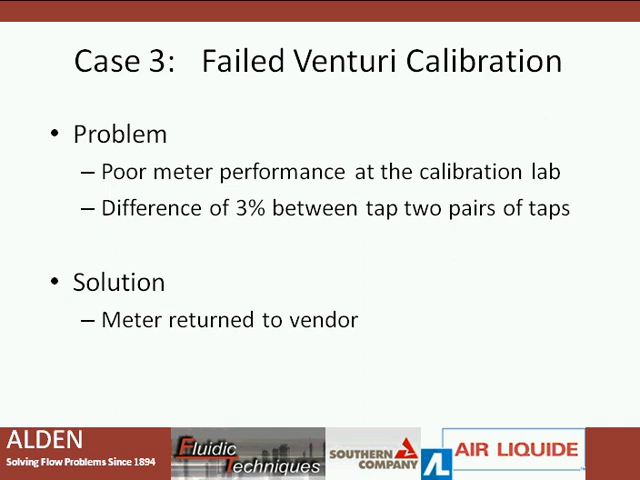 Case 3: Failed Venturi Calibration
• Problem
– Poor meter performance at the calibration lab
– Difference of 3% between tap two pairs of taps
• Solution
– Meter returned to vendor
ALDEN
Solving Flow Problems Since 1894
Fluidic
Techniques
SOUTHERN
COMPANY
AL
AIR LIQUIDE